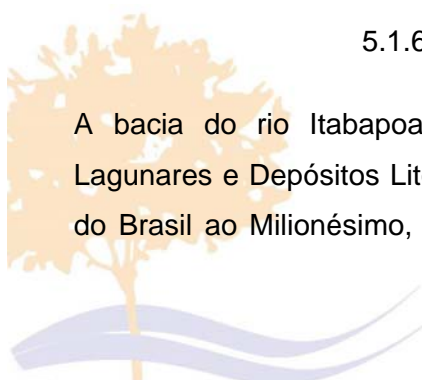 5.1.6
A bacia do rio Itabapoa
Lagunares e Depósitos Lit
do Brasil ao Milionésimo,